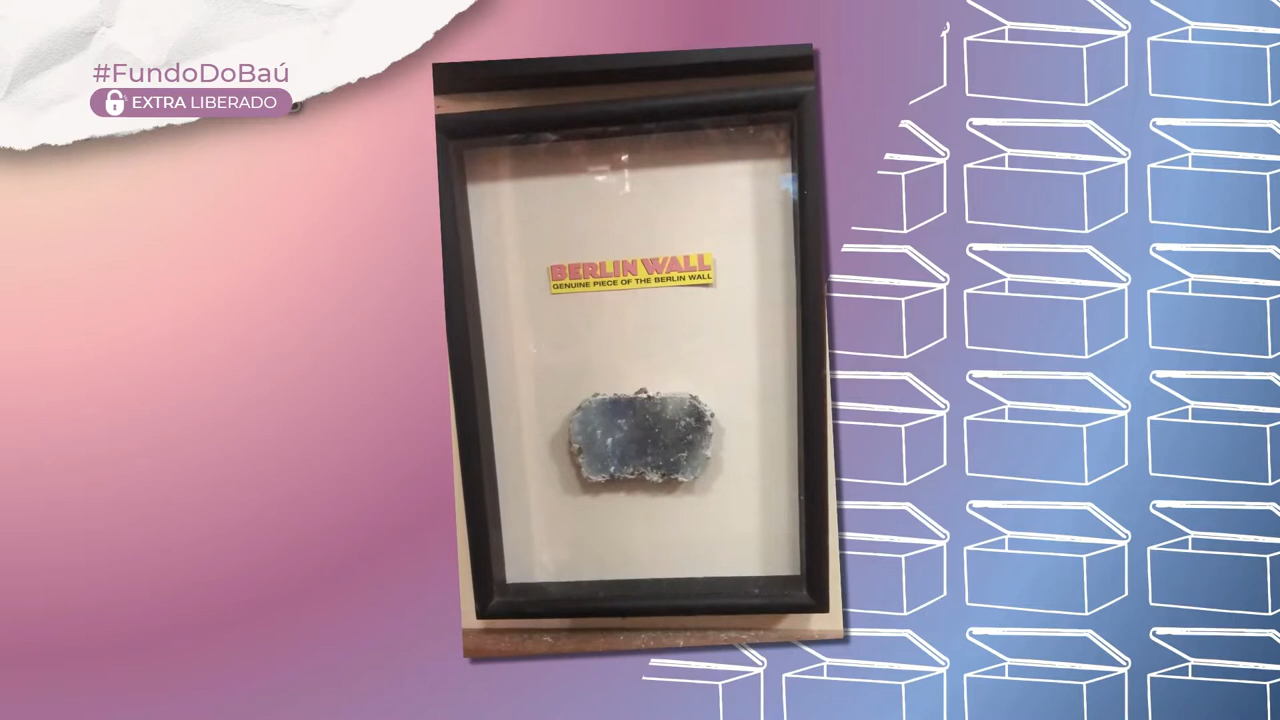 #FundoDoBaú
EXTRA LIBERADO
BERLIN WALL
GENUINE PIECE OF THE BERLIN WALL